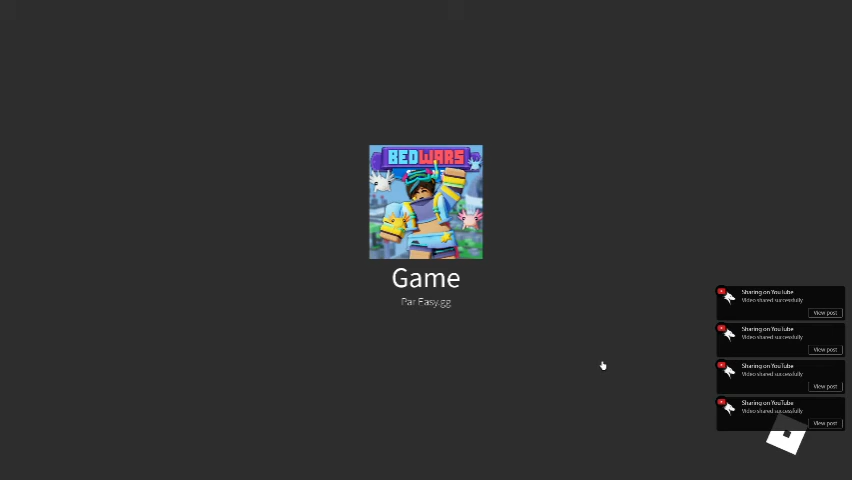 BEDWARS
Game
Par Easy.gg
Sharing on YouTube
Video shared successfully
View post
Sharing on YouTube
Video shared successfully
View post
Sharing on YouTube
Video shared successfully
View post
Sharing on YouTube
Video shared successfully
View post